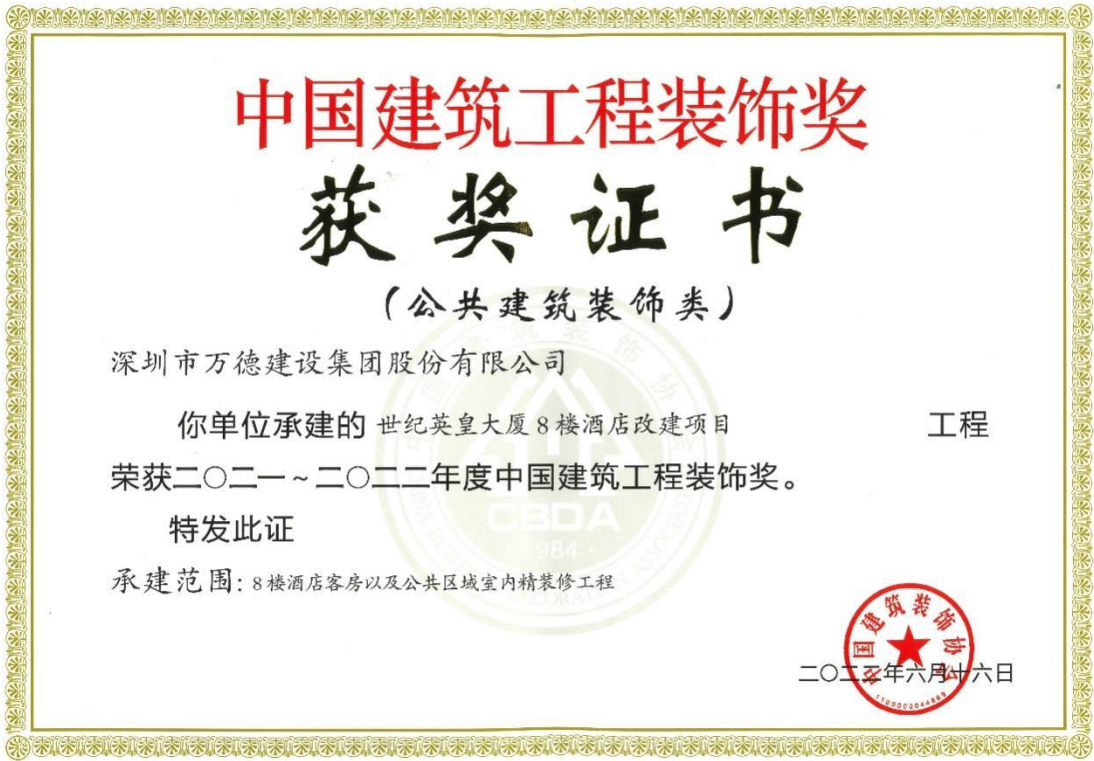 中国建筑工程装饰奖
获奖证书
(公共建筑装饰类)
深圳市万德建设集团股份有限公司
你单位承建的 世纪英皇大厦8楼酒店改建项目 工程
荣获二〇二一~二〇二二年度中国建筑工程装饰奖。
特发此证
承建范围: 8楼酒店客房以及公共区域室内精装修工程
CBDA
1984
中国建筑装饰协会
二〇二三年六月十六日